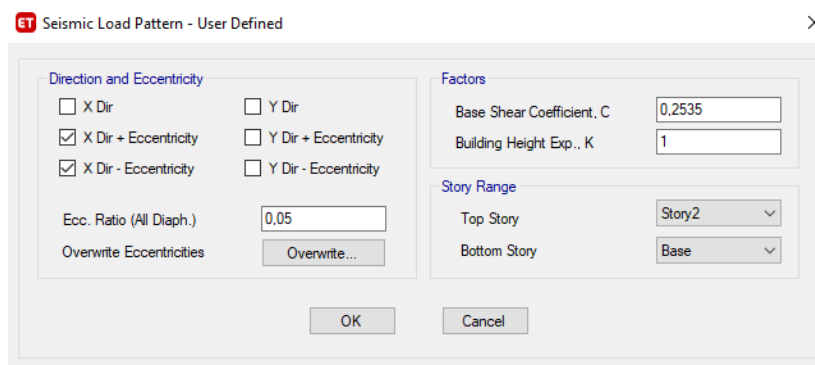 ET Seismic Load Pattern - User Defined
Direction and Eccentricity
X Dir Y Dir
X Dir + Eccentricity Y Dir + Eccentricity
X Dir - Eccentricity Y Dir - Eccentricity
Ecc. Ratio (All Diaph.) 0,05
Overwrite Eccentricities Overwrite...
Factors
Base Shear Coefficient, C 0,2535
Building Height Exp., K 1
Story Range
Top Story Story2
Bottom Story Base
OK Cancel